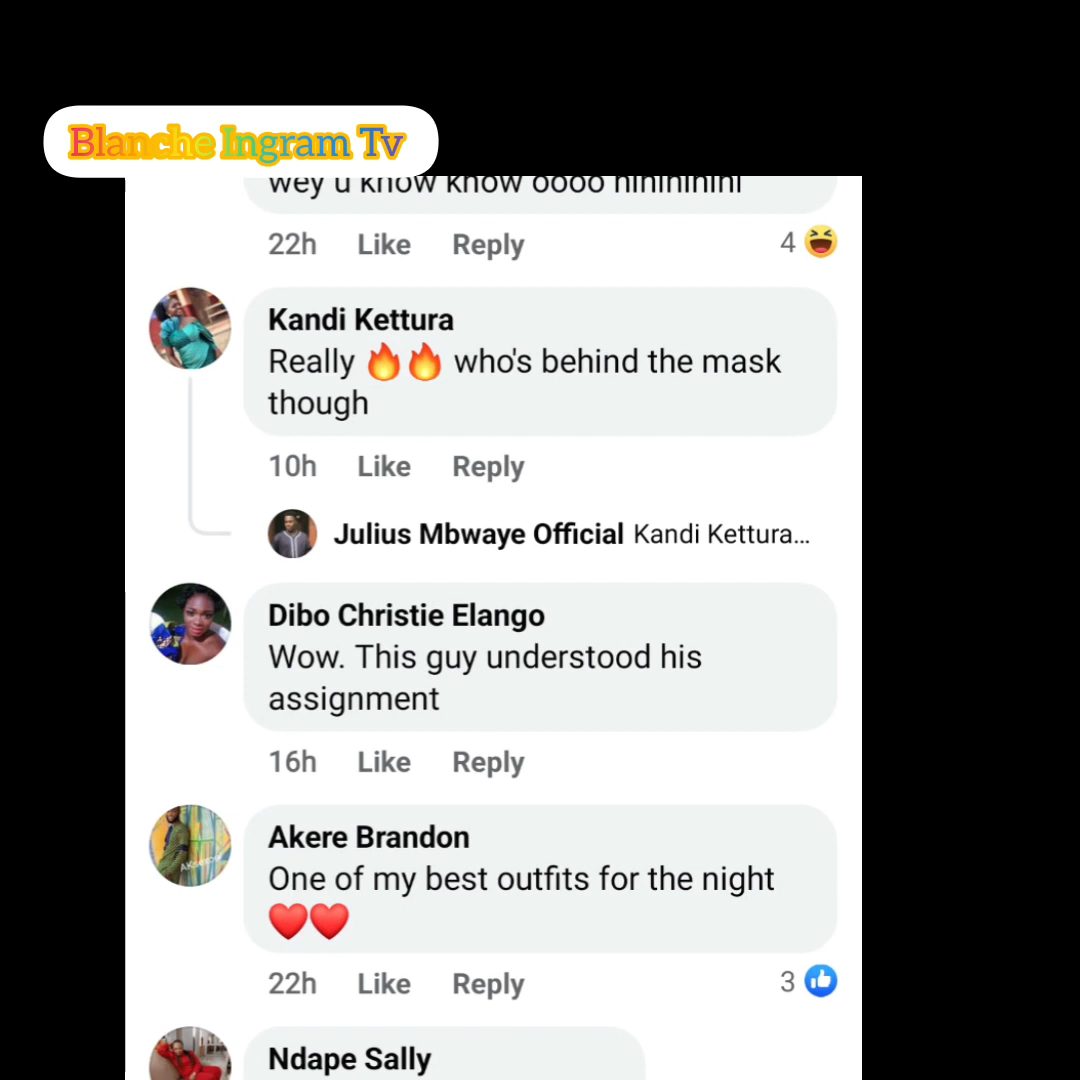 Blanche Ingram Tv
wey u know know oooo hihihihihi
22h Like Reply 4
Kandi Kettura
Really 🔥🔥 who's behind the mask
though
10h Like Reply
Julius Mbwaye Official Kandi Kettura...
Dibo Christie Elango
Wow. This guy understood his
assignment
16h Like Reply
Akere Brandon
One of my best outfits for the night
❤️❤️
22h Like Reply 3
Ndape Sally